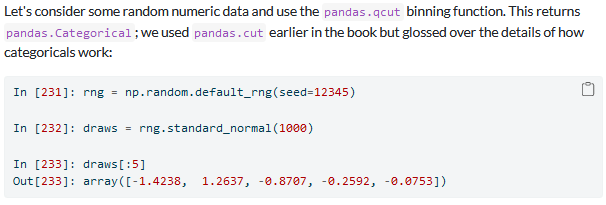 Let's consider some random numeric data and use the pandas.qcut binning function. This returns
pandas.Categorical; we used pandas.cut earlier in the book but glossed over the details of how
categoricals work:
In [231]: rng = np.random.default_rng(seed=12345)
In [232]: draws = rng.standard_normal(1000)
In [233]: draws[:5]
Out[233]: array([-1.4238,  1.2637, -0.8707, -0.2592, -0.0753])